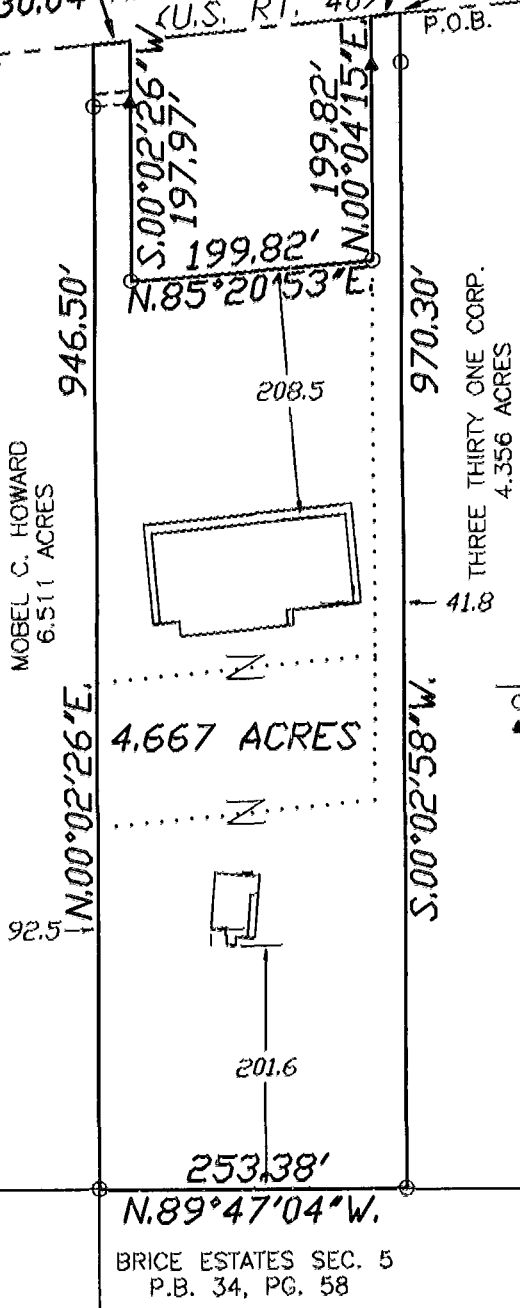 30.04'
(U.S. RT. 40)
P.O.B.
S.00°02'26"W
197.97'
199.82'
N.00°04'15"E.
199.82'
N.85°20'53"E.
946.50'
970.30'
208.5
THREE THIRTY ONE CORP.
4.356 ACRES
MOBEL C. HOWARD
6.511 ACRES
41.8
4.667 ACRES
N.00°02'26"E.
S.00°02'58"W.
92.5
201.6
253.38'
N.89°47'04"W.
BRICE ESTATES SEC. 5
P.B. 34, PG. 58